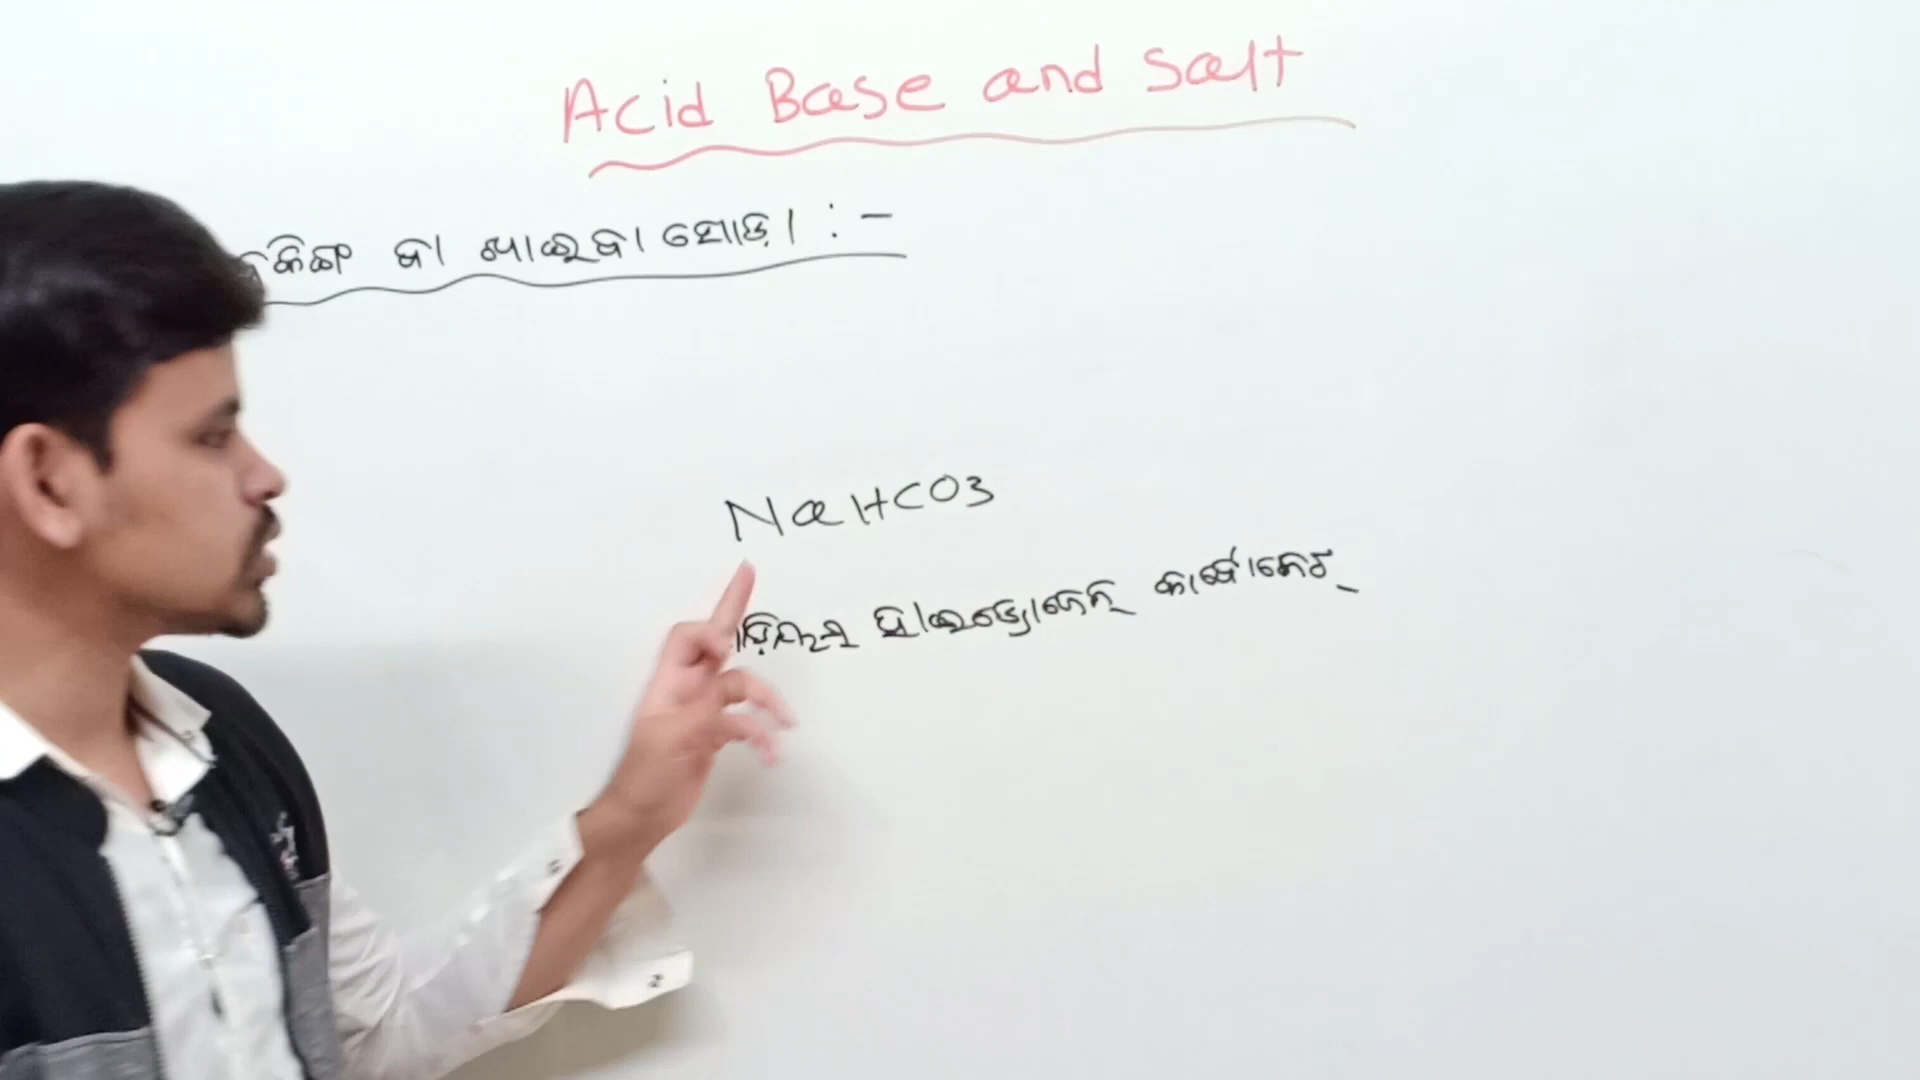 Acid Base and Salt
ବା ଖାଇବା ସୋଡ଼ା :-
NaHCO3
ହାଇଡ୍ରୋଜେନ୍ କାର୍ବୋନେଟ୍